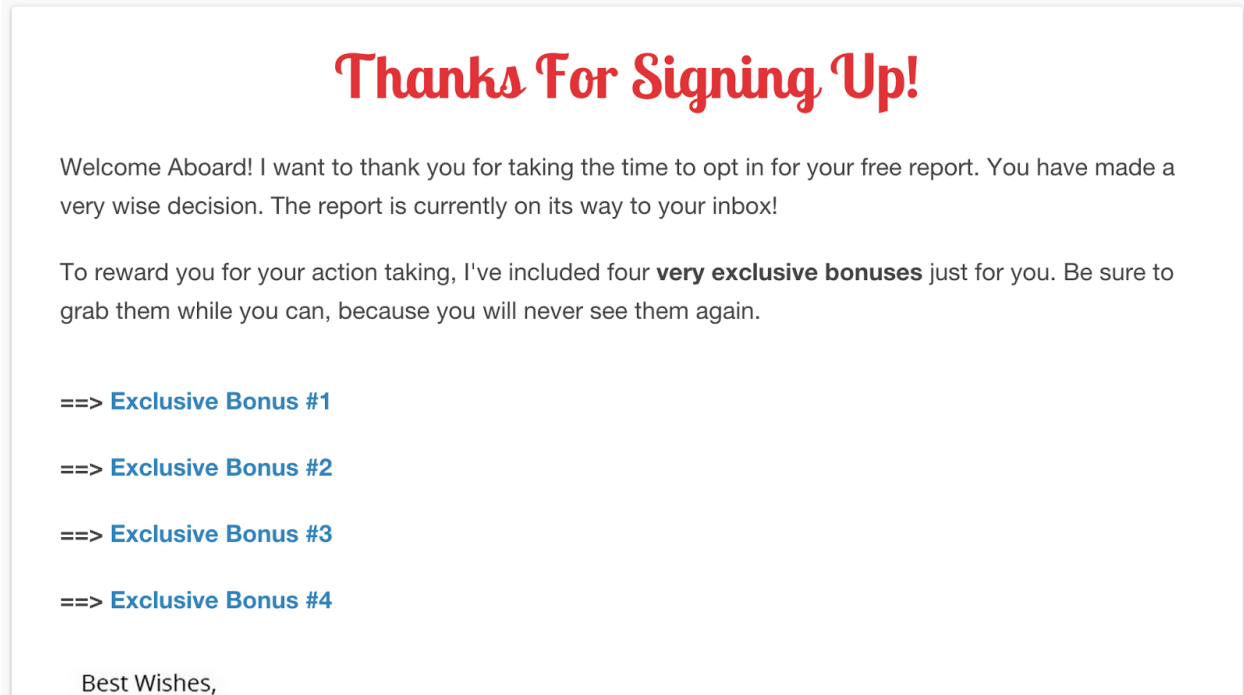 Thanks For Signing Up!
Welcome Aboard! I want to thank you for taking the time to opt in for your free report. You have made a
very wise decision. The report is currently on its way to your inbox!
To reward you for your action taking, I've included four very exclusive bonuses just for you. Be sure to
grab them while you can, because you will never see them again.
==> Exclusive Bonus #1
==> Exclusive Bonus #2
==> Exclusive Bonus #3
==> Exclusive Bonus #4
Best Wishes,